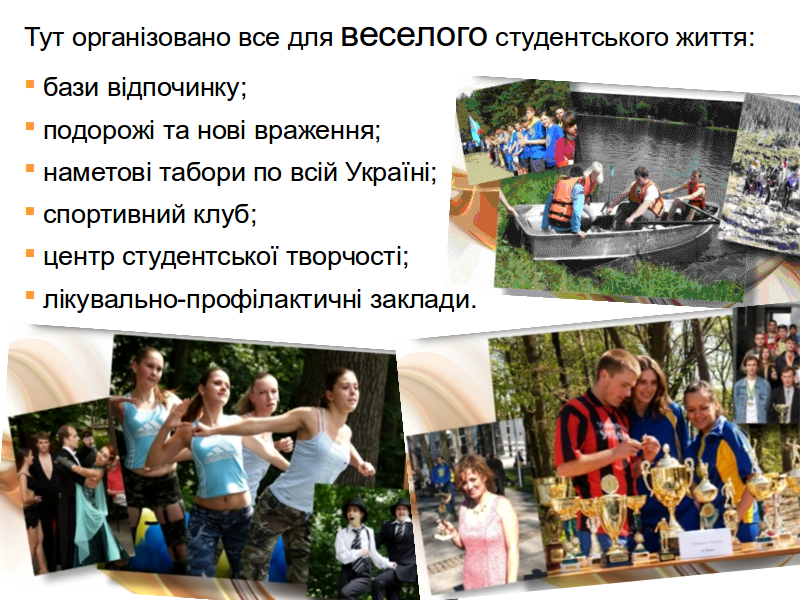 Тут організовано все для веселого студентського життя:
бази відпочинку;
подорожі та нові враження;
наметові табори по всій Україні;
спортивний клуб;
центр студентської творчості;
лікувально-профілактичні заклади.